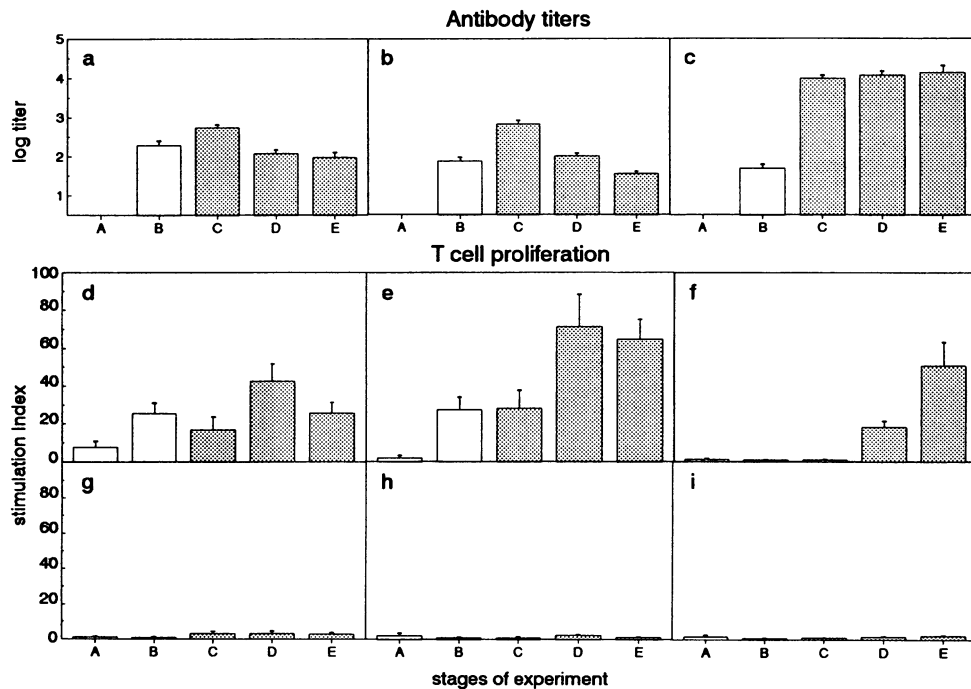 Antibody titers
a b c
5
4
3
2
1
log titer
A B C D E A B C D E A B C D E
T cell proliferation
d e f
100
80
60
40
20
0
g h i
80
60
40
20
0
stimulation index
A B C D E A B C D E A B C D E
stages of experiment